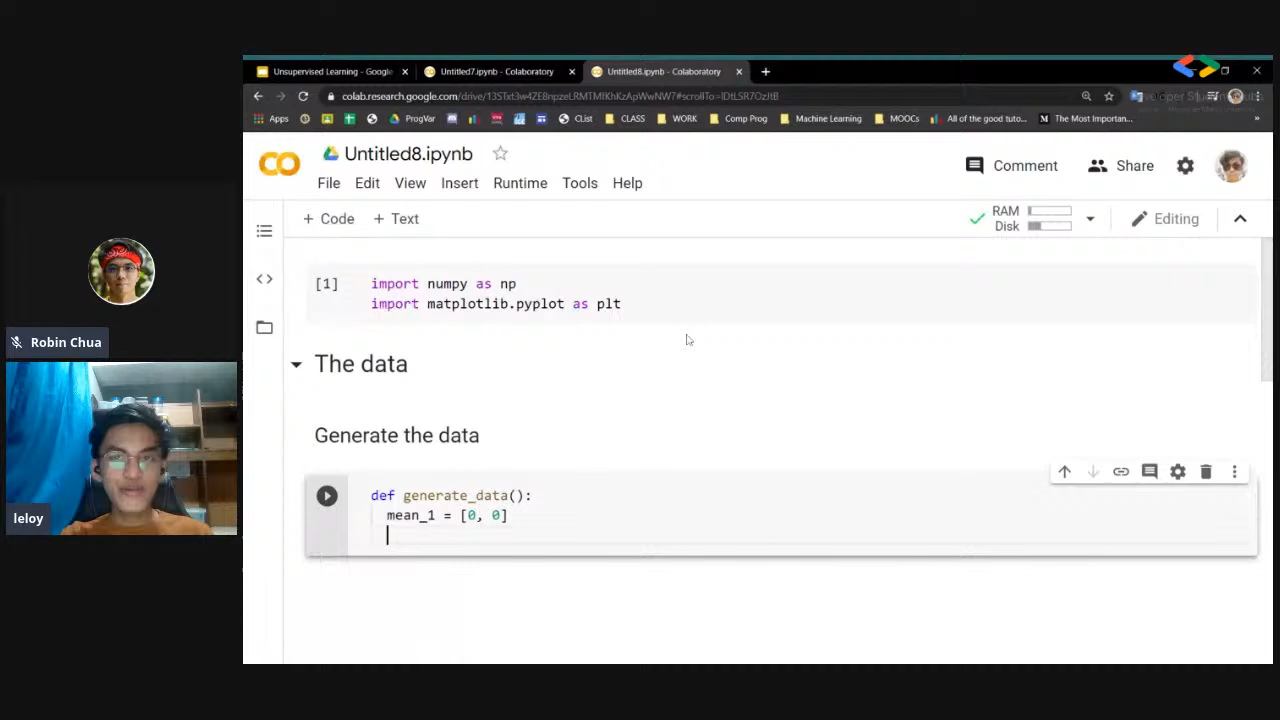 Unsupervised Learning - Google
Untitled7.ipynb - Colaboratory
Untitled8.ipynb - Colaboratory
Apps
ProgVar
CList
CLASS
WORK
Comp Prog
Machine Learning
MOOCs
All of the good tuto...
The Most Importan...
CO
Untitled8.ipynb
Comment
Share
File Edit View Insert Runtime Tools Help
+ Code + Text
RAM
Disk
Editing
[1] import numpy as np
import matplotlib.pyplot as plt
The data
Generate the data
def generate_data():
mean_1 = [0, 0]
Robin Chua
leloy